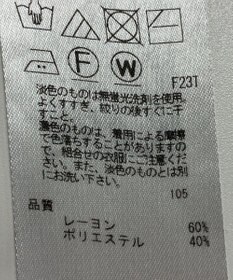 F
W
F23T
淡色のものは無蛍光洗剤を使用。
よくすすぎ、絞りの後すぐに干
すこと。
濃色のものは、着用による摩擦
で色落ちすることがありますの
で、組合せの衣服にご注意くだ
さい。また、淡色のものとは別
にお洗い下さい。
105
品質
レーヨン 60%
ポリエステル 40%